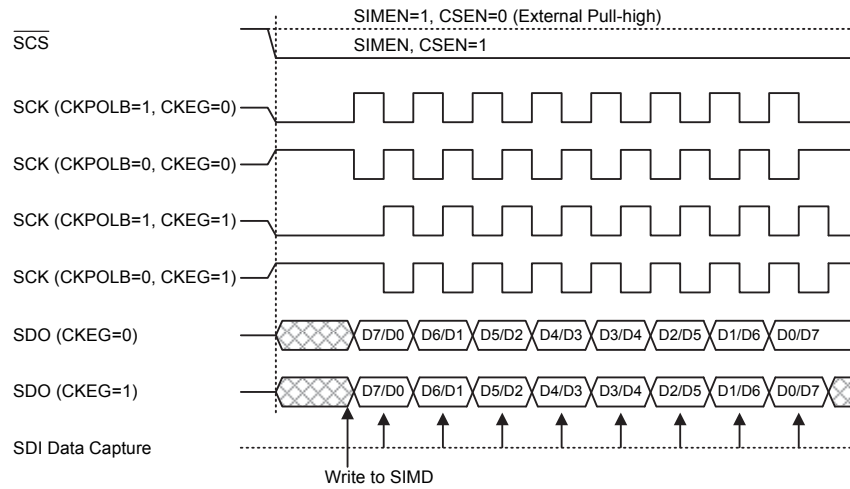 SIMEN=1, CSEN=0 (External Pull-high)
SCS
SIMEN, CSEN=1
SCK (CKPOLB=1, CKEG=0)
SCK (CKPOLB=0, CKEG=0)
SCK (CKPOLB=1, CKEG=1)
SCK (CKPOLB=0, CKEG=1)
SDO (CKEG=0) D7/D0 D6/D1 D5/D2 D4/D3 D3/D4 D2/D5 D1/D6 D0/D7
SDO (CKEG=1) D7/D0 D6/D1 D5/D2 D4/D3 D3/D4 D2/D5 D1/D6 D0/D7
SDI Data Capture
Write to SIMD